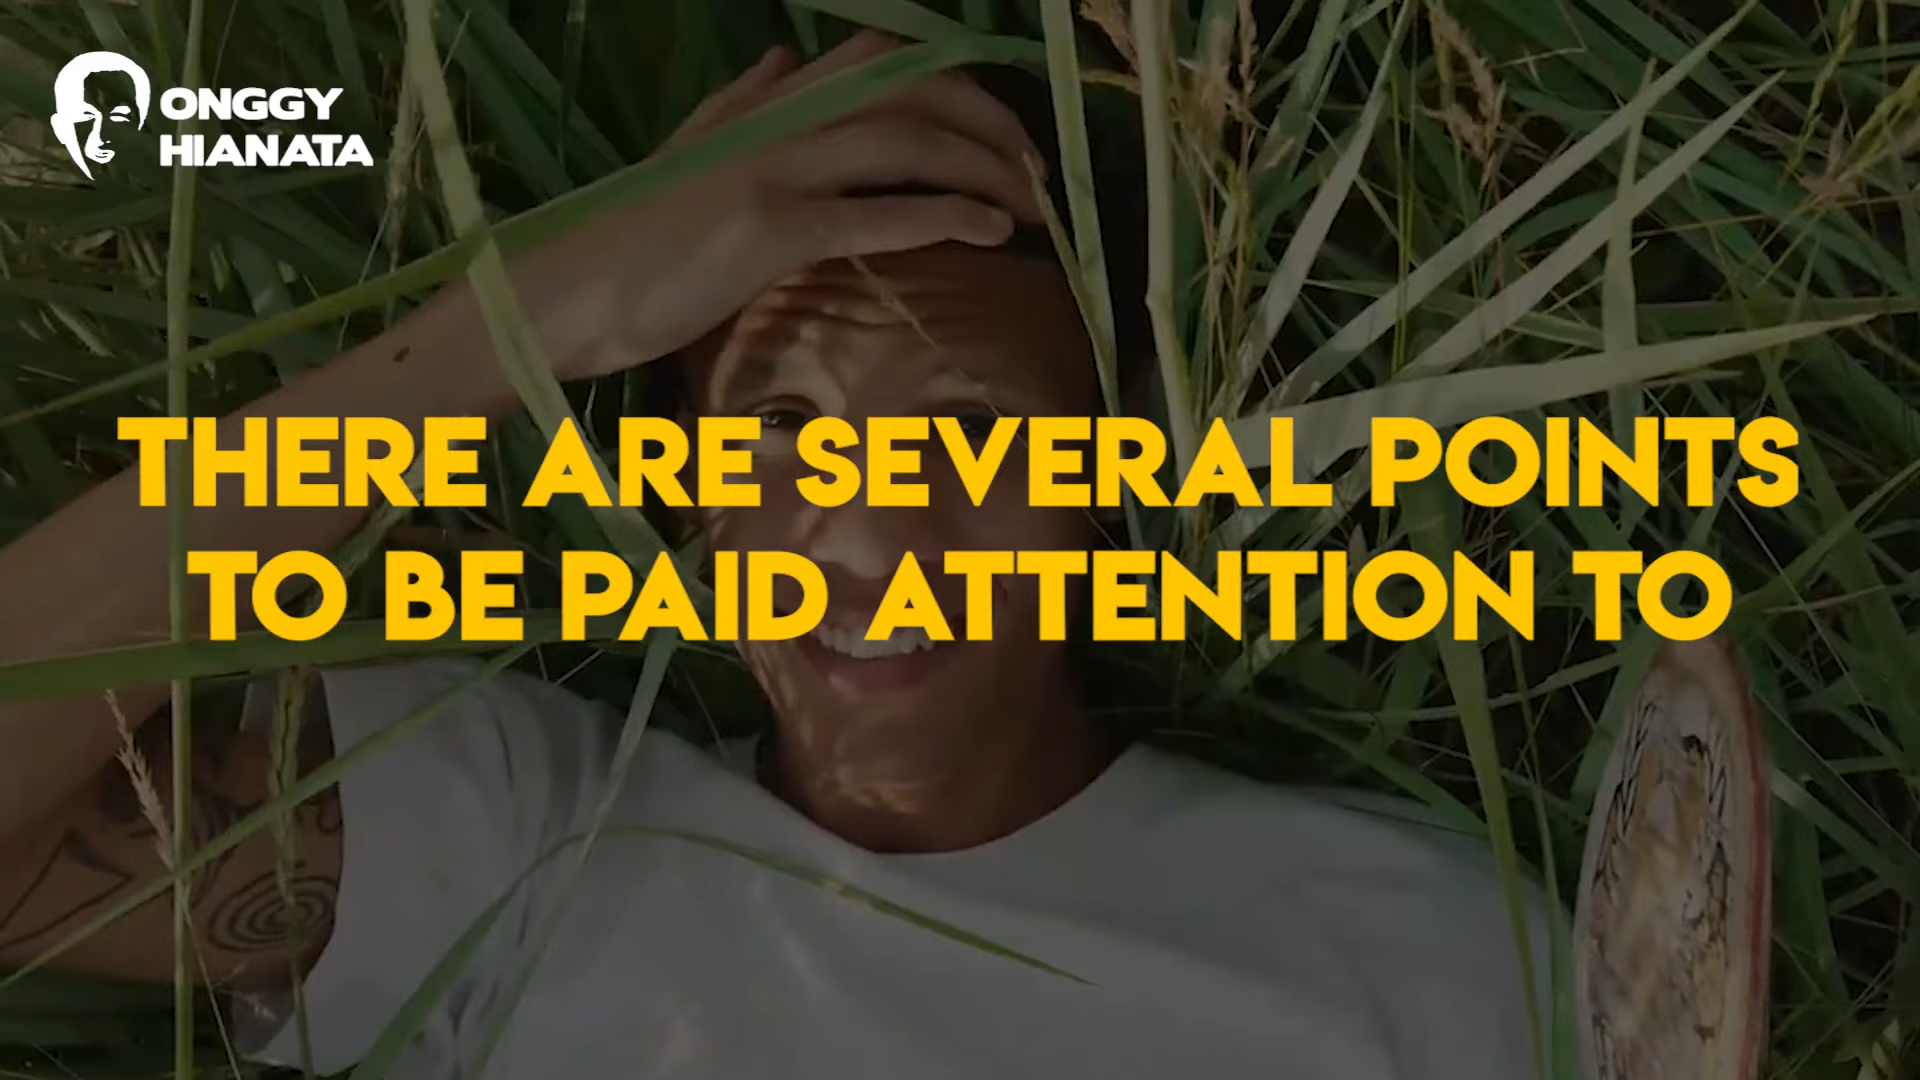 ONGGY
HIANATA
THERE ARE SEVERAL POINTS
TO BE PAID ATTENTION TO